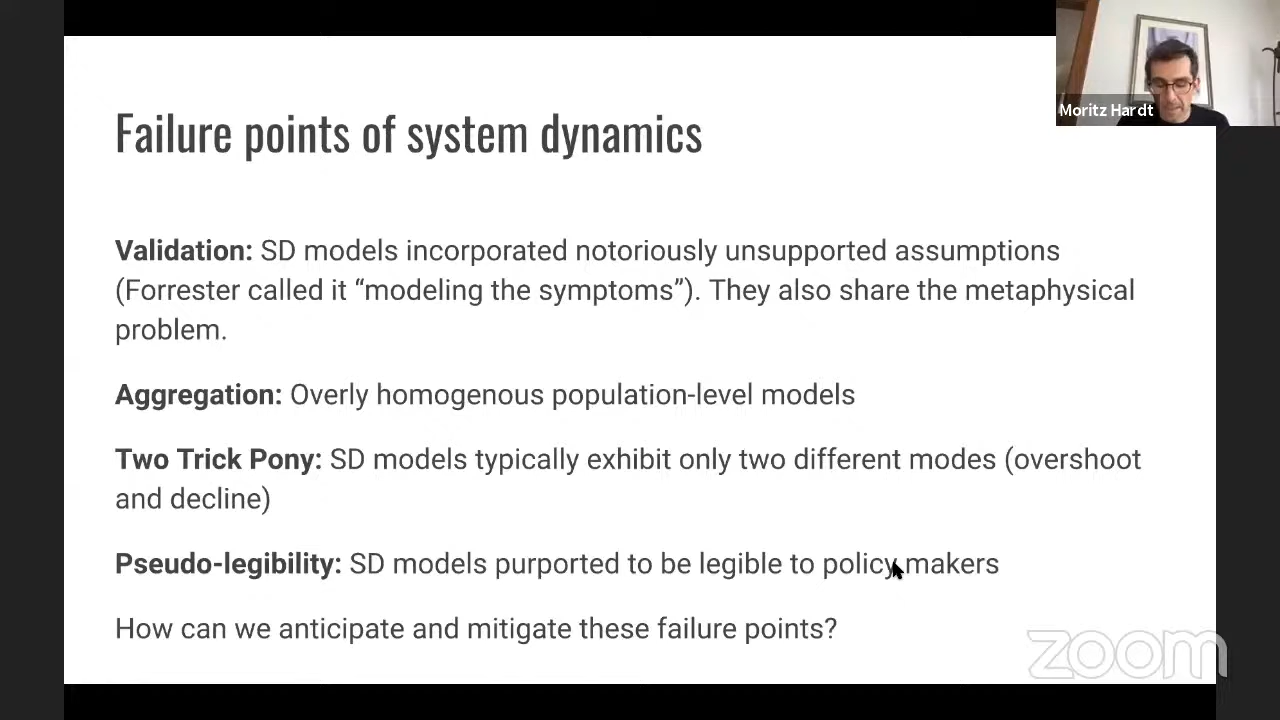 Moritz Hardt
Failure points of system dynamics
Validation: SD models incorporated notoriously unsupported assumptions
(Forrester called it “modeling the symptoms”). They also share the metaphysical
problem.
Aggregation: Overly homogenous population-level models
Two Trick Pony: SD models typically exhibit only two different modes (overshoot
and decline)
Pseudo-legibility: SD models purported to be legible to policy makers
How can we anticipate and mitigate these failure points?
zoom